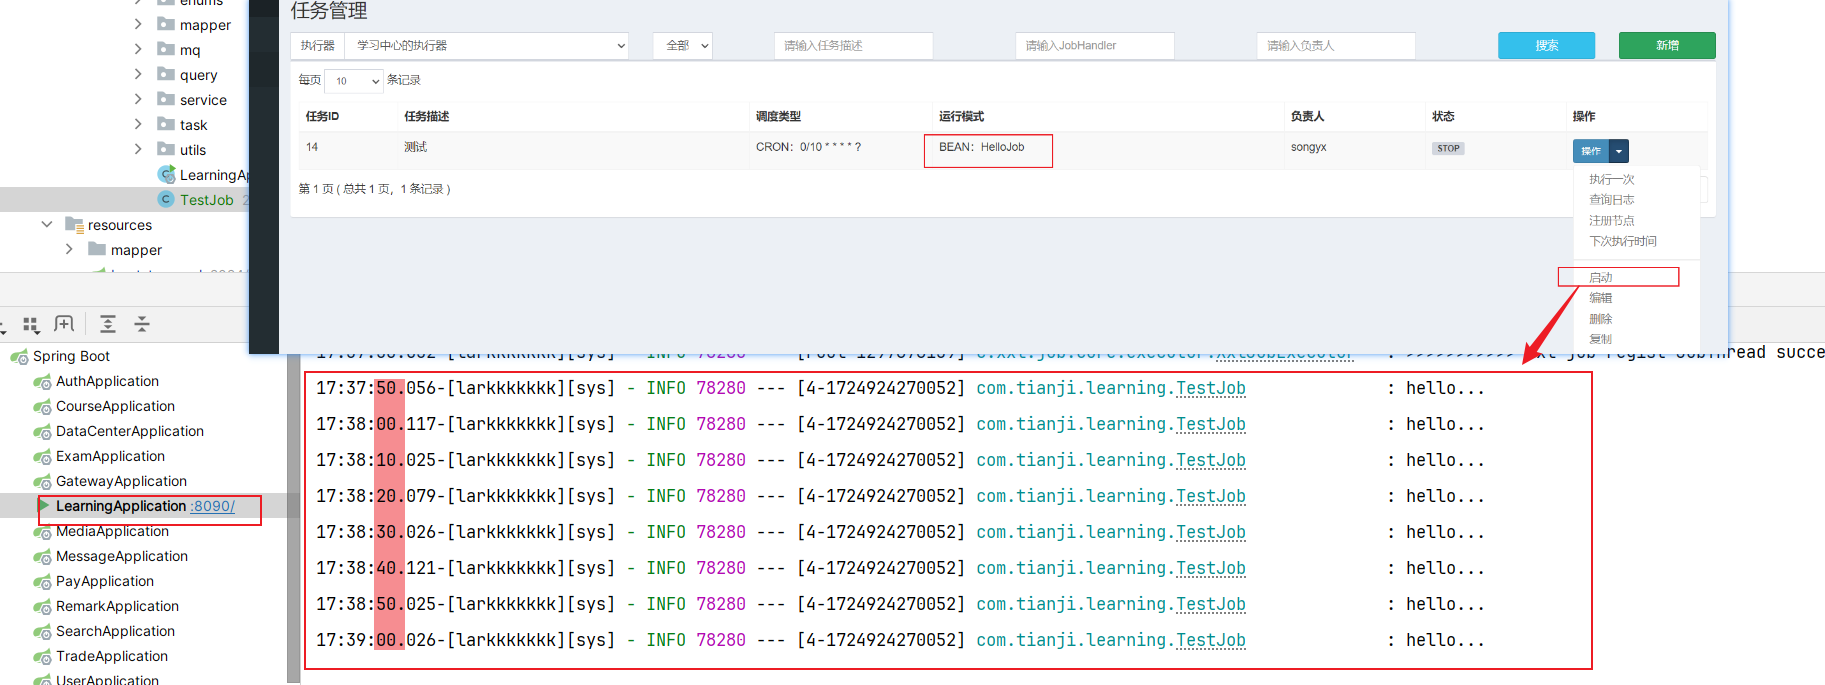 enums
mapper
mq
query
service
task
utils
LearningAp
TestJob
resources
mapper
任务管理
执行器 学习中心的执行器 全部 请输入任务描述 请输入JobHandler 请输入负责人 搜索 新增
每页 10 条记录
任务ID 任务描述 调度类型 运行模式 负责人 状态 操作
14 测试 CRON：0/10 * * * * ? BEAN：HelloJob songyx STOP 操作
第 1 页 ( 总共 1 页，1 条记录 )
执行一次
查询日志
注册节点
下次执行时间
启动
编辑
删除
复制
Spring Boot
AuthApplication
CourseApplication
DataCenterApplication
ExamApplication
GatewayApplication
LearningApplication :8090/
MediaApplication
MessageApplication
PayApplication
RemarkApplication
SearchApplication
TradeApplication
UserApplication
17:37:50.056-[larkkkkkkk][sys] - INFO 78280 --- [4-1724924270052] com.tianji.learning.TestJob : hello...
17:38:00.117-[larkkkkkkk][sys] - INFO 78280 --- [4-1724924270052] com.tianji.learning.TestJob : hello...
17:38:10.025-[larkkkkkkk][sys] - INFO 78280 --- [4-1724924270052] com.tianji.learning.TestJob : hello...
17:38:20.079-[larkkkkkkk][sys] - INFO 78280 --- [4-1724924270052] com.tianji.learning.TestJob : hello...
17:38:30.026-[larkkkkkkk][sys] - INFO 78280 --- [4-1724924270052] com.tianji.learning.TestJob : hello...
17:38:40.121-[larkkkkkkk][sys] - INFO 78280 --- [4-1724924270052] com.tianji.learning.TestJob : hello...
17:38:50.025-[larkkkkkkk][sys] - INFO 78280 --- [4-1724924270052] com.tianji.learning.TestJob : hello...
17:39:00.026-[larkkkkkkk][sys] - INFO 78280 --- [4-1724924270052] com.tianji.learning.TestJob : hello...